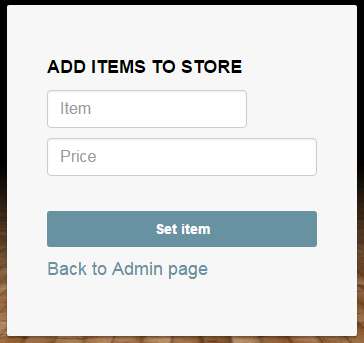 ADD ITEMS TO STORE
Item
Price
Set item
Back to Admin page